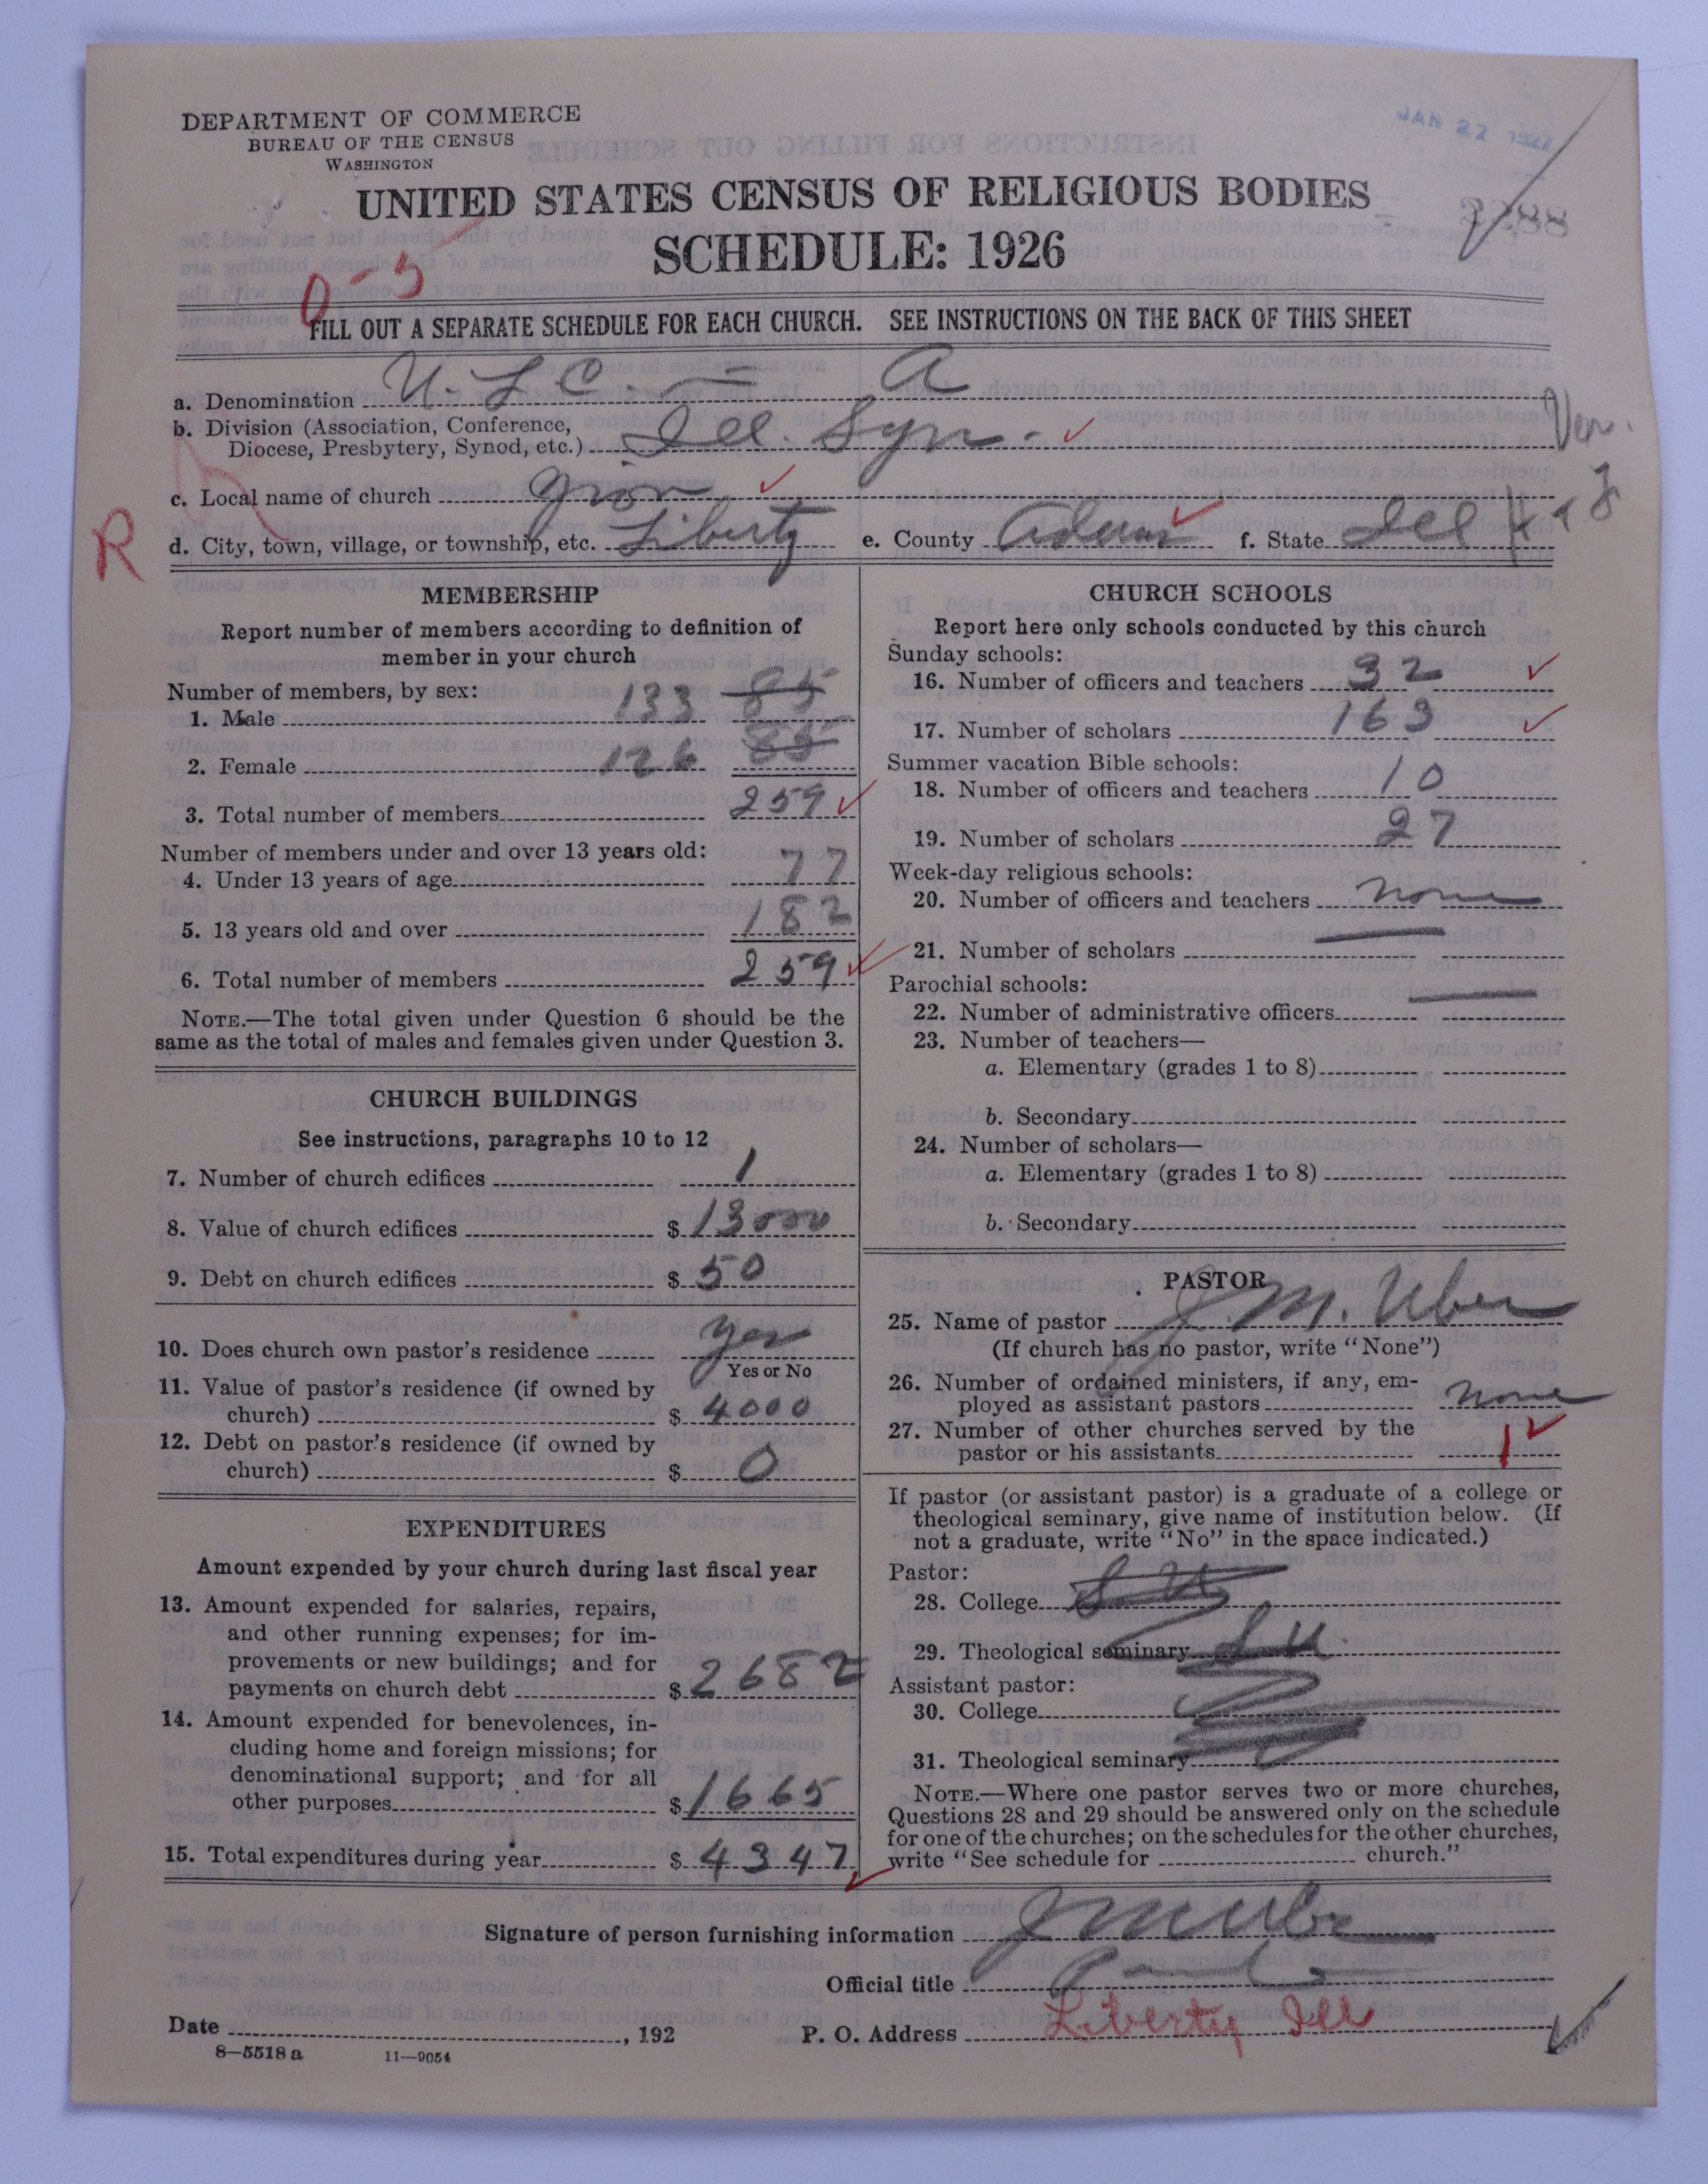 DEPARTMENT OF COMMERCE
BUREAU OF THE CENSUS
WASHINGTON
JAN 27
UNITED STATES CENSUS OF RELIGIOUS BODIES
SCHEDULE: 1926
0-5
FILL OUT A SEPARATE SCHEDULE FOR EACH CHURCH. SEE INSTRUCTIONS ON THE BACK OF THIS SHEET
a. Denomination U. L C. — A
b. Division (Association, Conference,
Diocese, Presbytery, Synod, etc.) Ill. Syn. Ver.
c. Local name of church Zion
R
d. City, town, village, or township, etc. Liberty e. County Adams f. State Ill
MEMBERSHIP
Report number of members according to definition of
member in your church
Number of members, by sex:
1. Male 133 85
2. Female 126
3. Total number of members 259
Number of members under and over 13 years old:
4. Under 13 years of age 77
5. 13 years old and over 182
6. Total number of members 259
NOTE.—The total given under Question 6 should be the
same as the total of males and females given under Question 3.
CHURCH BUILDINGS
See instructions, paragraphs 10 to 12
7. Number of church edifices 1
8. Value of church edifices $ 13000
9. Debt on church edifices $ 50
10. Does church own pastor's residence yes
Yes or No
11. Value of pastor's residence (if owned by
church) $ 4000
12. Debt on pastor's residence (if owned by
church) $ 0
EXPENDITURES
Amount expended by your church during last fiscal year
13. Amount expended for salaries, repairs,
and other running expenses; for im-
provements or new buildings; and for
payments on church debt $ 2682
14. Amount expended for benevolences, in-
cluding home and foreign missions; for
denominational support; and for all
other purposes $ 1665
15. Total expenditures during year $ 4347
CHURCH SCHOOLS
Report here only schools conducted by this church
Sunday schools:
16. Number of officers and teachers 32
17. Number of scholars 163
Summer vacation Bible schools:
18. Number of officers and teachers 10
19. Number of scholars 27
Week-day religious schools:
20. Number of officers and teachers none
21. Number of scholars
Parochial schools:
22. Number of administrative officers
23. Number of teachers—
a. Elementary (grades 1 to 8)
b. Secondary
24. Number of scholars—
a. Elementary (grades 1 to 8)
b. Secondary
PASTOR
25. Name of pastor J. M. Uber
(If church has no pastor, write "None")
26. Number of ordained ministers, if any, em-
ployed as assistant pastors none
27. Number of other churches served by the
pastor or his assistants 1
If pastor (or assistant pastor) is a graduate of a college or
theological seminary, give name of institution below. (If
not a graduate, write "No" in the space indicated.)
Pastor:
28. College S U
29. Theological seminary S. U.
Assistant pastor:
30. College
31. Theological seminary
NOTE.—Where one pastor serves two or more churches,
Questions 28 and 29 should be answered only on the schedule
for one of the churches; on the schedules for the other churches,
write "See schedule for church."
Signature of person furnishing information J M Uber
Official title
Date , 192 P. O. Address Liberty Ill
8—5518 a 11—9054